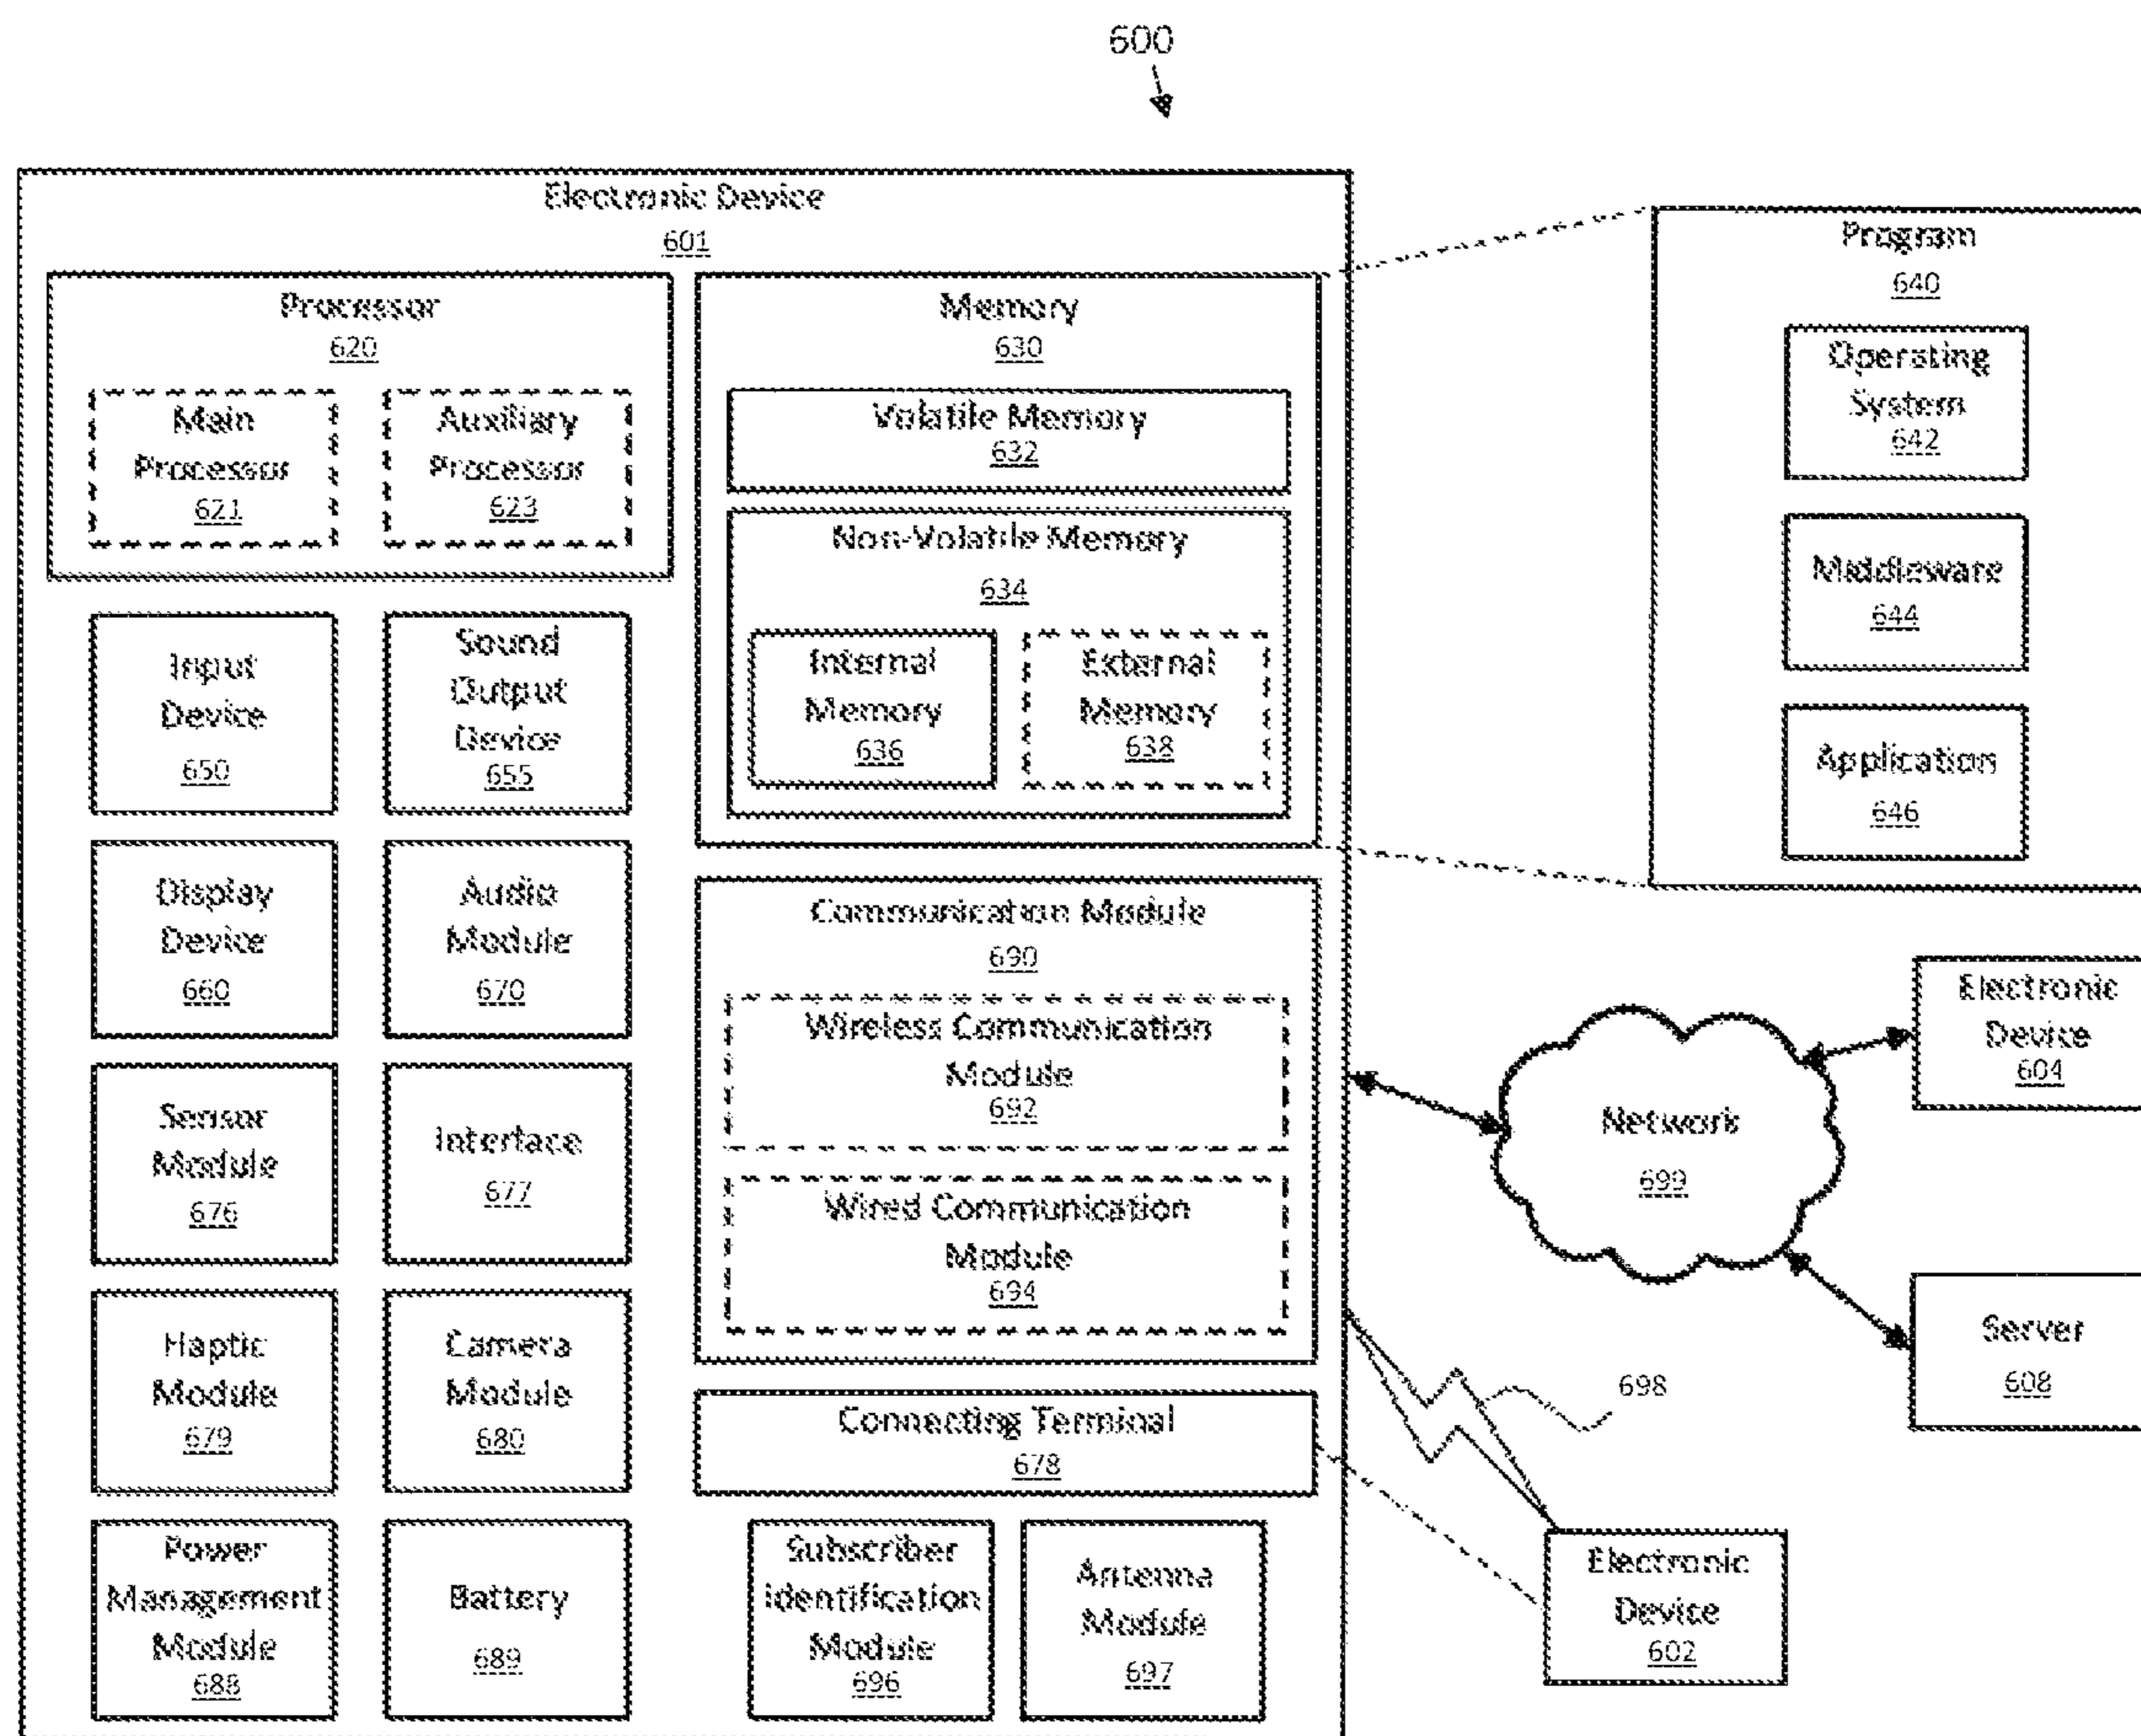 600
Electronic Device
601
Processor
620
Main
Processor
621
Auxiliary
Processor
623
Memory
630
Volatile Memory
632
Non-Volatile Memory
634
Internal
Memory
636
External
Memory
638
Input
Device
650
Sound
Output
Device
655
Display
Device
660
Audio
Module
670
Sensor
Module
676
Interface
677
Haptic
Module
679
Camera
Module
680
Power
Management
Module
688
Battery
689
Communication Module
690
Wireless Communication
Module
692
Wired Communication
Module
694
Connecting Terminal
678
Subscriber
Identification
Module
696
Antenna
Module
697
Program
640
Operating
System
642
Middleware
644
Application
646
Network
699
Electronic
Device
604
Server
608
698
Electronic
Device
602